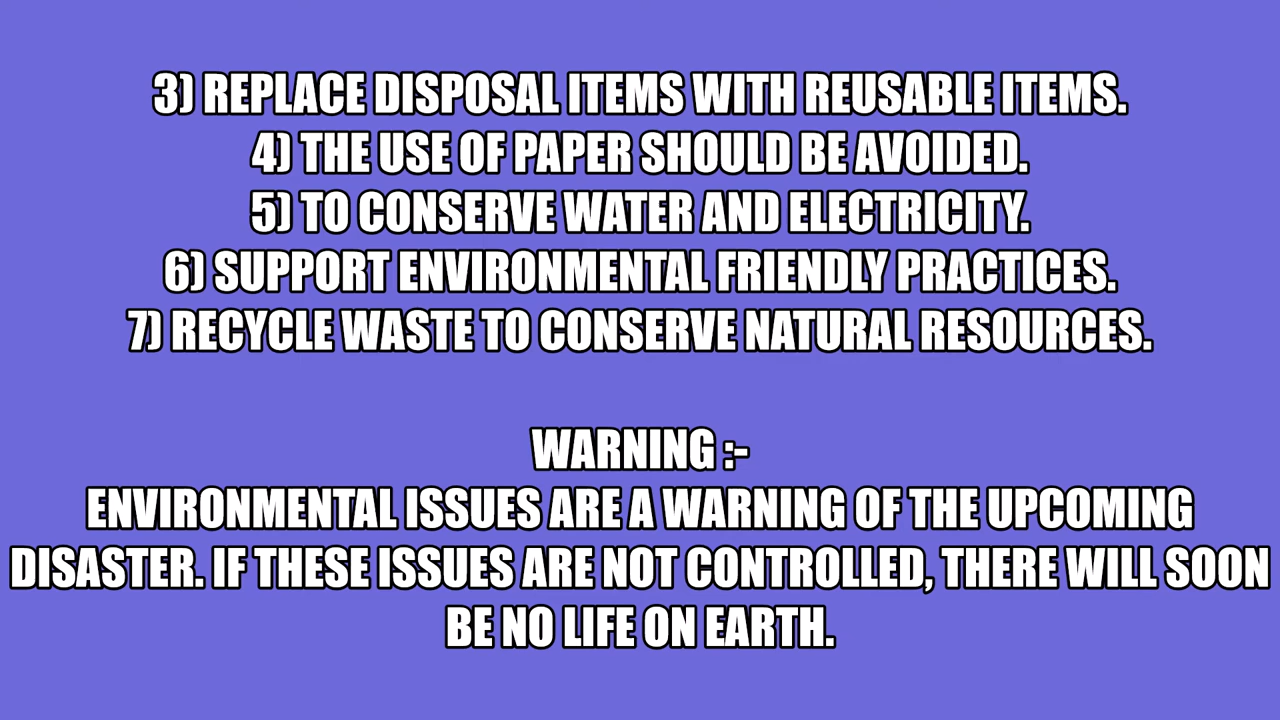 3) REPLACE DISPOSAL ITEMS WITH REUSABLE ITEMS.
4) THE USE OF PAPER SHOULD BE AVOIDED.
5) TO CONSERVE WATER AND ELECTRICITY.
6) SUPPORT ENVIRONMENTAL FRIENDLY PRACTICES.
7) RECYCLE WASTE TO CONSERVE NATURAL RESOURCES.
WARNING :-
ENVIRONMENTAL ISSUES ARE A WARNING OF THE UPCOMING
DISASTER. IF THESE ISSUES ARE NOT CONTROLLED, THERE WILL SOON
BE NO LIFE ON EARTH.